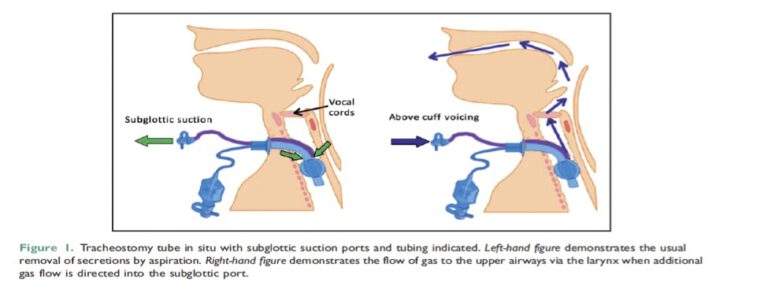 Vocal
cords
Subglottic suction
Above cuff voicing
Figure 1. Tracheostomy tube in situ with subglottic suction ports and tubing indicated. Left-hand figure demonstrates the usual
removal of secretions by aspiration. Right-hand figure demonstrates the flow of gas to the upper airways via the larynx when additional
gas flow is directed into the subglottic port.